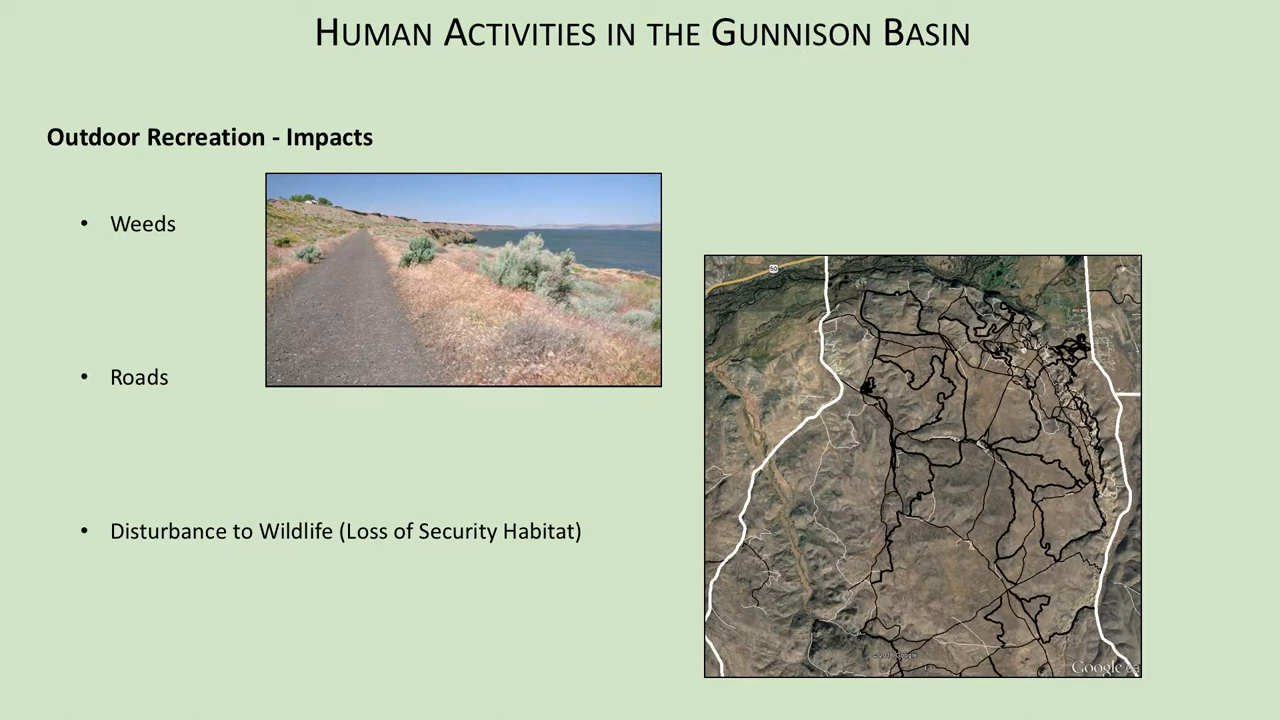 Human Activities in the Gunnison Basin
Outdoor Recreation - Impacts
• Weeds
• Roads
• Disturbance to Wildlife (Loss of Security Habitat)
50
Google